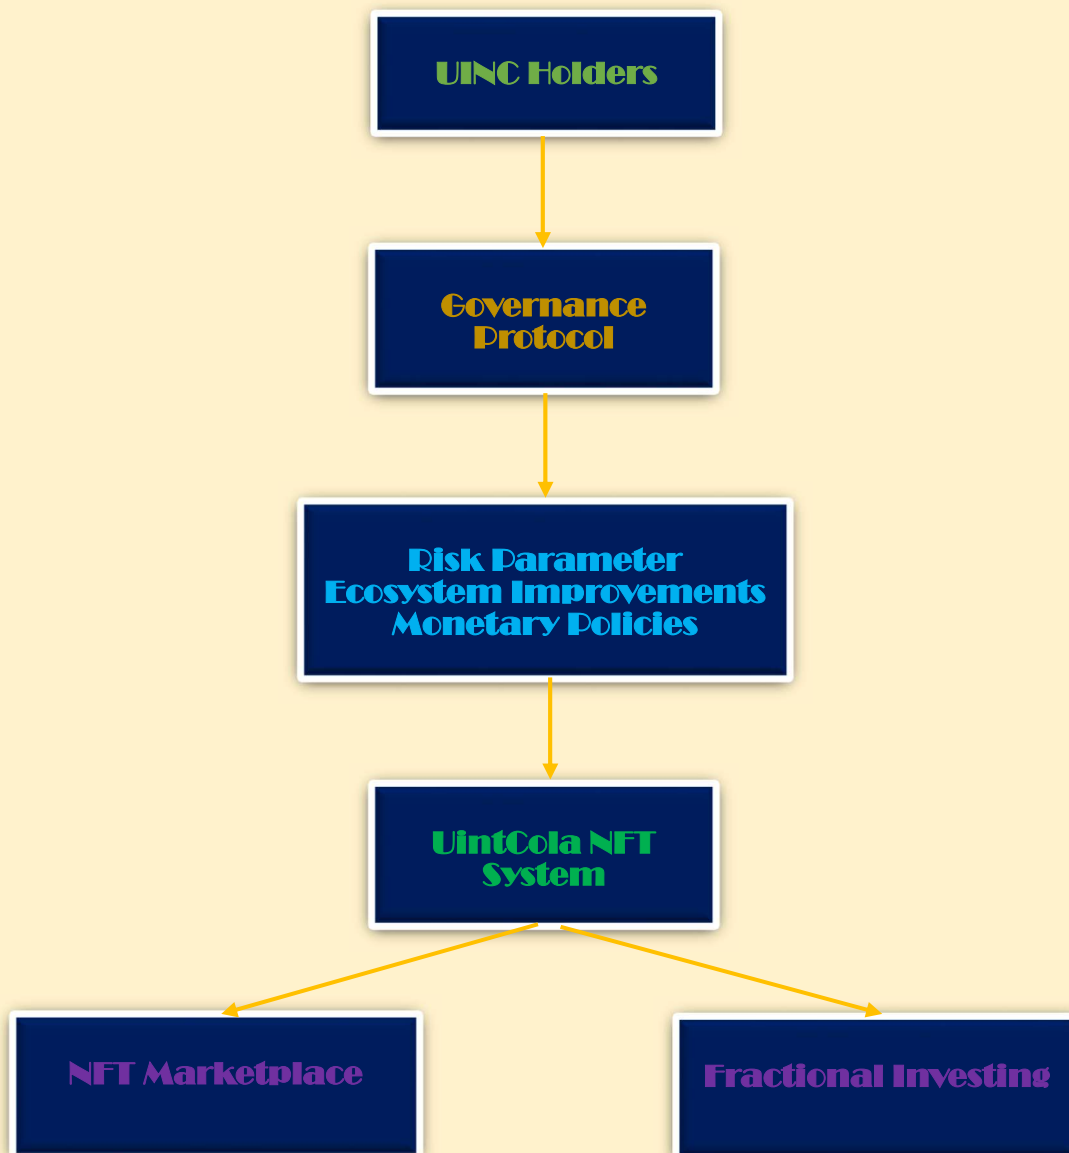 UINC Holders
Governance
Protocol
Risk Parameter
Ecosystem Improvements
Monetary Policies
UintCola NFT
System
NFT Marketplace
Fractional Investing